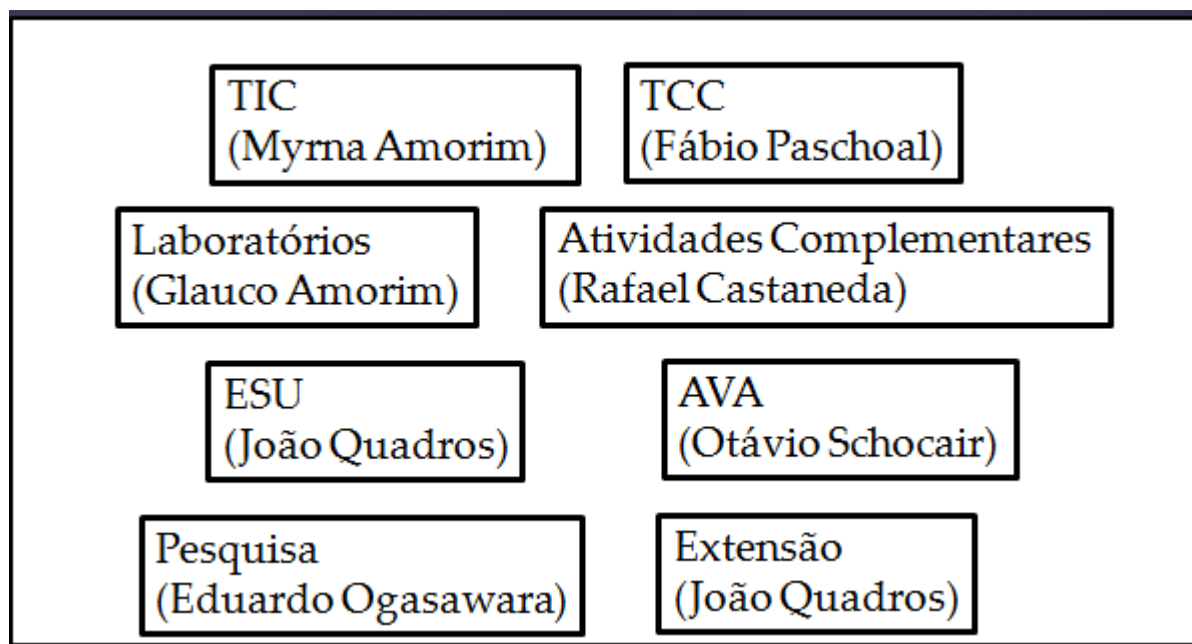 TIC
(Myrna Amorim)
TCC
(Fábio Paschoal)
Laboratórios
(Glauco Amorim)
Atividades Complementares
(Rafael Castaneda)
ESU
(João Quadros)
AVA
(Otávio Schocair)
Pesquisa
(Eduardo Ogasawara)
Extensão
(João Quadros)